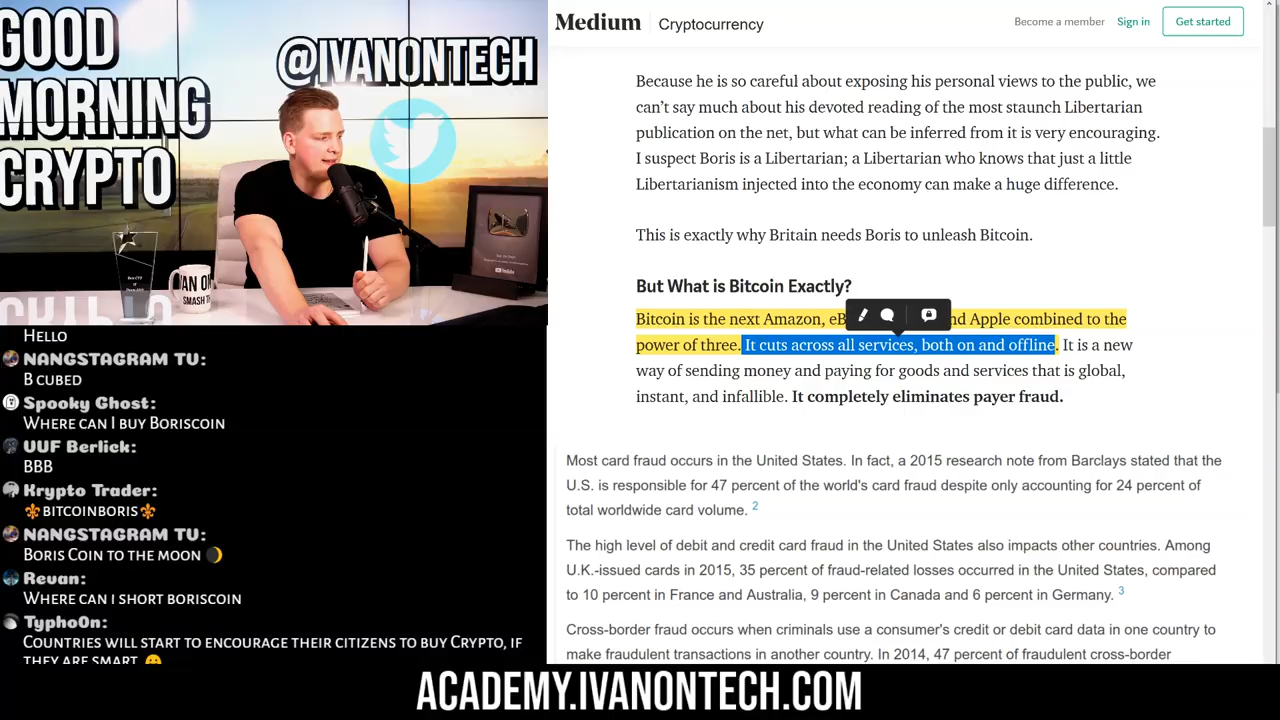 GOOD
MORNING
CRYPTO
@IVANONTECH
SMASH
Hello
NANGSTAGRAM TV:
B cubed
Spooky Ghost:
Where can I buy Boriscoin
UUF Berlick:
BBB
Krypto Trader:
⚜️BITCOINBORIS⚜️
NANGSTAGRAM TV:
Boris Coin to the moon 🌒
Revan:
Where can i short boriscoin
Typho0n:
Countries will start to encourage their citizens to buy Crypto, if
they are smart 🙂
Medium
Cryptocurrency
Become a member
Sign in
Get started
Because he is so careful about exposing his personal views to the public, we
can’t say much about his devoted reading of the most staunch Libertarian
publication on the net, but what can be inferred from it is very encouraging.
I suspect Boris is a Libertarian; a Libertarian who knows that just a little
Libertarianism injected into the economy can make a huge difference.
This is exactly why Britain needs Boris to unleash Bitcoin.
But What is Bitcoin Exactly?
Bitcoin is the next Amazon, and Apple combined to the
power of three. It cuts across all services, both on and offline. It is a new
way of sending money and paying for goods and services that is global,
instant, and infallible. It completely eliminates payer fraud.
Most card fraud occurs in the United States. In fact, a 2015 research note from Barclays stated that the
U.S. is responsible for 47 percent of the world's card fraud despite only accounting for 24 percent of
total worldwide card volume. 2
The high level of debit and credit card fraud in the United States also impacts other countries. Among
U.K.-issued cards in 2015, 35 percent of fraud-related losses occurred in the United States, compared
to 10 percent in France and Australia, 9 percent in Canada and 6 percent in Germany. 3
Cross-border fraud occurs when criminals use a consumer's credit or debit card data in one country to
make fraudulent transactions in another country. In 2014, 47 percent of fraudulent cross-border
ACADEMY.IVANONTECH.COM